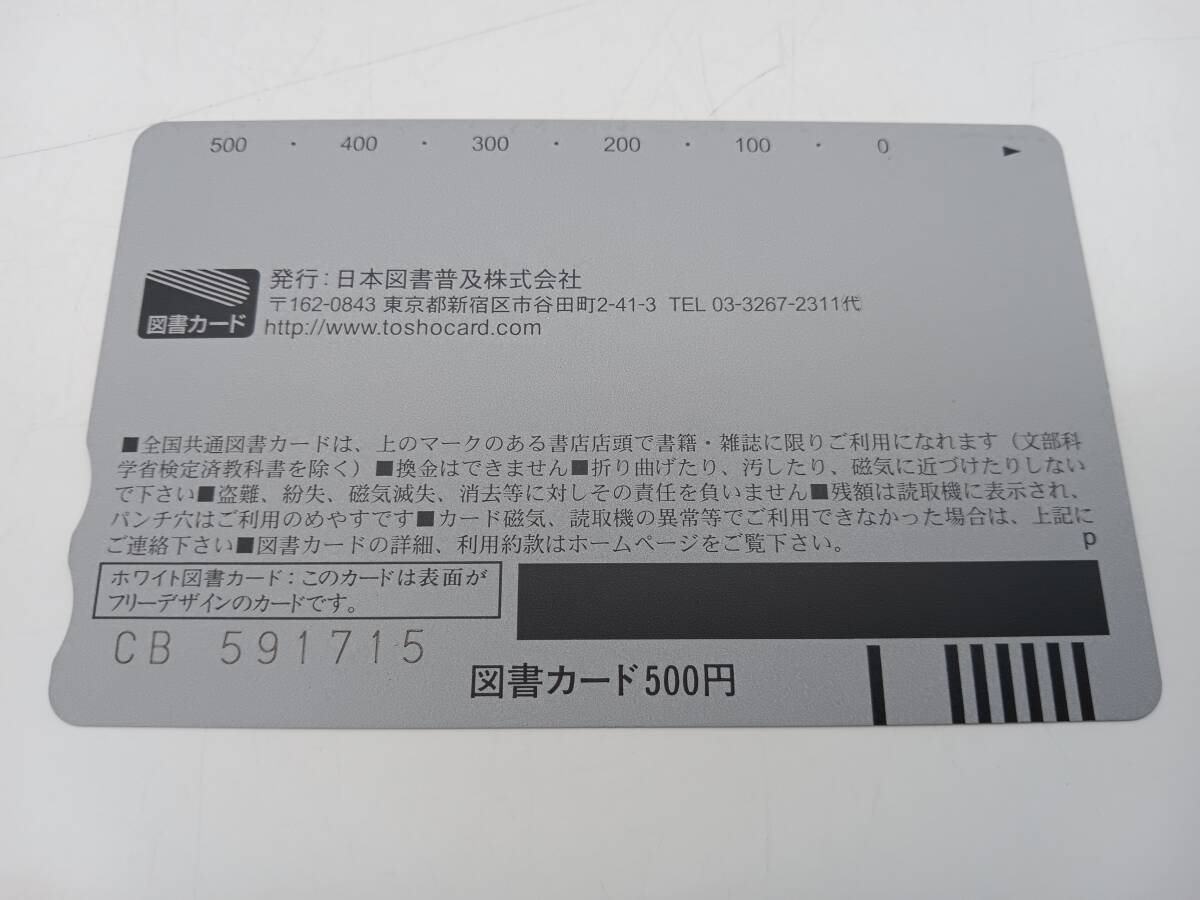 500 ・ 400 ・ 300 ・ 200 ・ 100 ・ 0 ►
図書カード
発行:日本図書普及株式会社
〒162-0843 東京都新宿区市谷田町2-41-3 TEL 03-3267-2311代
http://www.toshocard.com
■全国共通図書カードは、上のマークのある書店店頭で書籍・雑誌に限りご利用になれます(文部科
学省検定済教科書を除く)■換金はできません■折り曲げたり、汚したり、磁気に近づけたりしない
で下さい■盗難、紛失、磁気滅失、消去等に対しその責任を負いません■残額は読取機に表示され、
パンチ穴はご利用のめやすです■カード磁気、読取機の異常等でご利用できなかった場合は、上記に
ご連絡下さい■図書カードの詳細、利用約款はホームページをご覧下さい。
p
ホワイト図書カード:このカードは表面が
フリーデザインのカードです。
CB 591715
図書カード500円